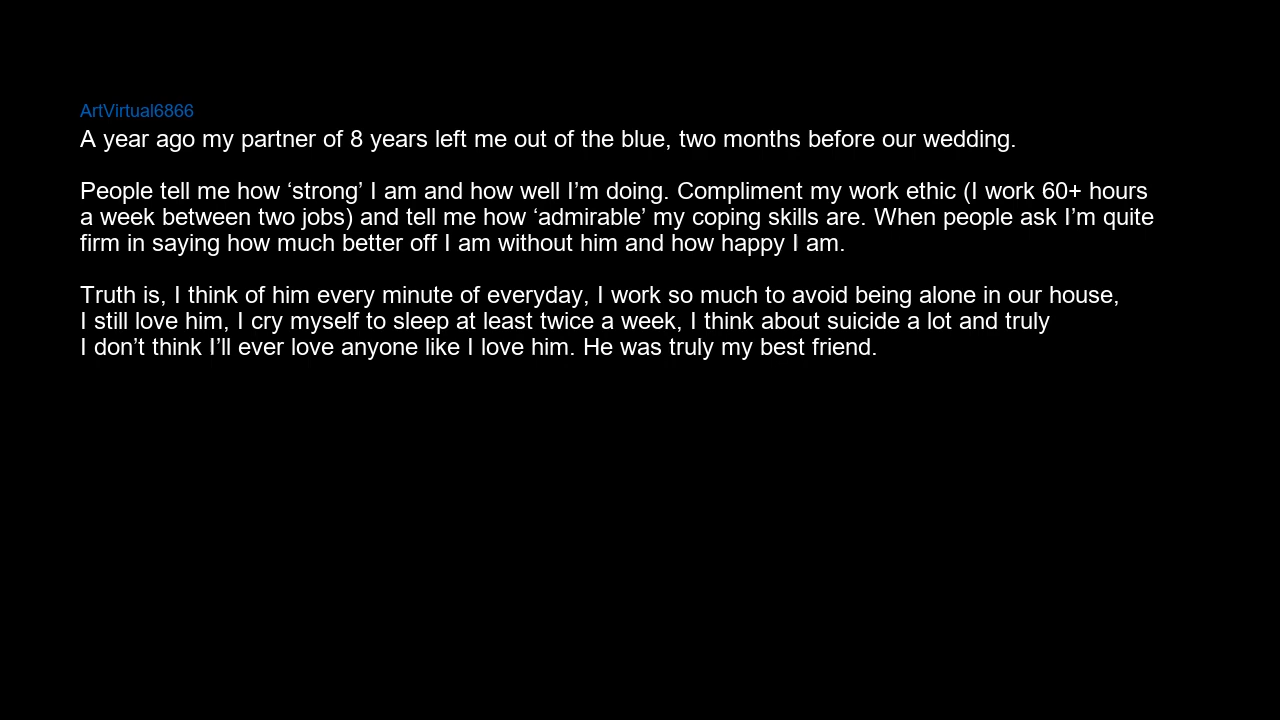 ArtVirtual6866
A year ago my partner of 8 years left me out of the blue, two months before our wedding.
People tell me how ‘strong’ I am and how well I’m doing. Compliment my work ethic (I work 60+ hours
a week between two jobs) and tell me how ‘admirable’ my coping skills are. When people ask I’m quite
firm in saying how much better off I am without him and how happy I am.
Truth is, I think of him every minute of everyday, I work so much to avoid being alone in our house,
I still love him, I cry myself to sleep at least twice a week, I think about suicide a lot and truly
I don’t think I’ll ever love anyone like I love him. He was truly my best friend.